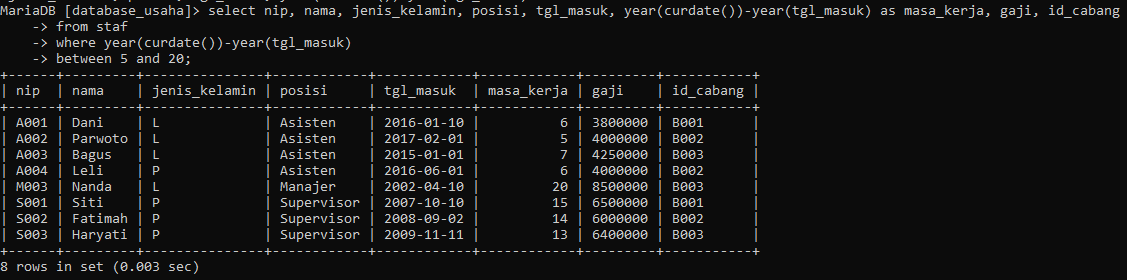 MariaDB [database_usaha]> select nip, nama, jenis_kelamin, posisi, tgl_masuk, year(curdate())-year(tgl_masuk) as masa_kerja, gaji, id_cabang
    -> from staf
    -> where year(curdate())-year(tgl_masuk)
    -> between 5 and 20;
+------+---------+---------------+------------+------------+------------+---------+-----------+
| nip  | nama    | jenis_kelamin | posisi     | tgl_masuk  | masa_kerja | gaji    | id_cabang |
+------+---------+---------------+------------+------------+------------+---------+-----------+
| A001 | Dani    | L             | Asisten    | 2016-01-10 |          6 | 3800000 | B001      |
| A002 | Parwoto | L             | Asisten    | 2017-02-01 |          5 | 4000000 | B002      |
| A003 | Bagus   | L             | Asisten    | 2015-01-01 |          7 | 4250000 | B003      |
| A004 | Leli    | P             | Asisten    | 2016-06-01 |          6 | 4000000 | B002      |
| M003 | Nanda   | L             | Manajer    | 2002-04-10 |         20 | 8500000 | B003      |
| S001 | Siti    | P             | Supervisor | 2007-10-10 |         15 | 6500000 | B001      |
| S002 | Fatimah | P             | Supervisor | 2008-09-02 |         14 | 6000000 | B002      |
| S003 | Haryati | P             | Supervisor | 2009-11-11 |         13 | 6400000 | B003      |
+------+---------+---------------+------------+------------+------------+---------+-----------+
8 rows in set (0.003 sec)